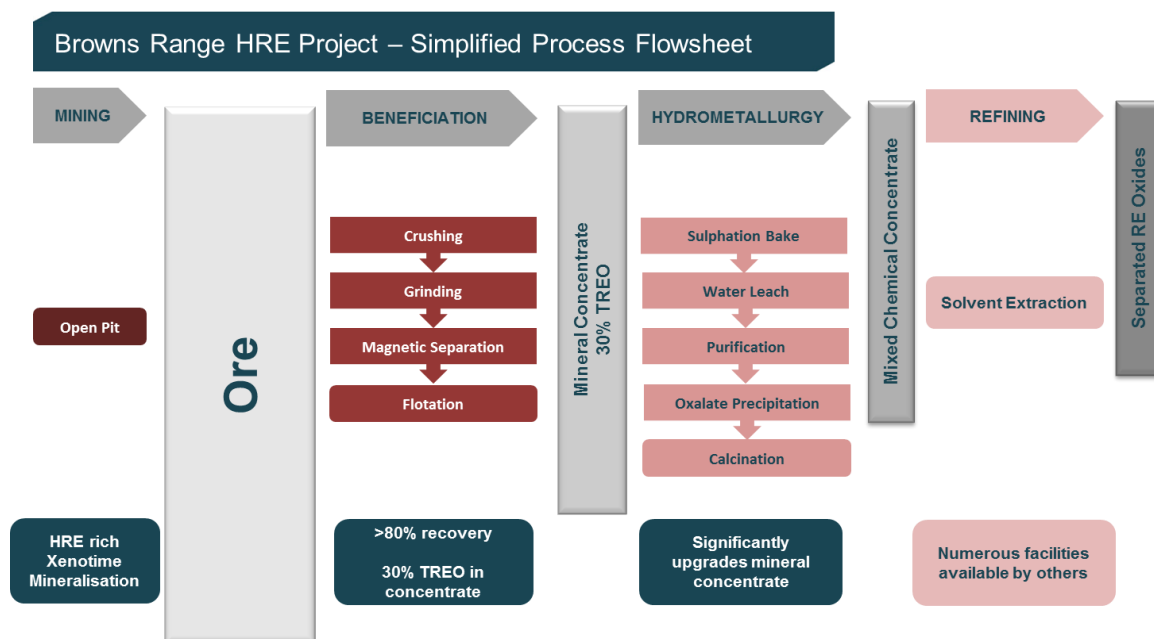 Browns Range HRE Project – Simplified Process Flowsheet
MINING
BENEFICIATION
HYDROMETALLURGY
REFINING
Open Pit
Ore
Crushing
Grinding
Magnetic Separation
Flotation
Mineral Concentrate
30% TREO
Sulphation Bake
Water Leach
Purification
Oxalate Precipitation
Calcination
Mixed Chemical Concentrate
Solvent Extraction
Separated RE Oxides
HRE rich
Xenotime
Mineralisation
>80% recovery
30% TREO in
concentrate
Significantly
upgrades mineral
concentrate
Numerous facilities
available by others